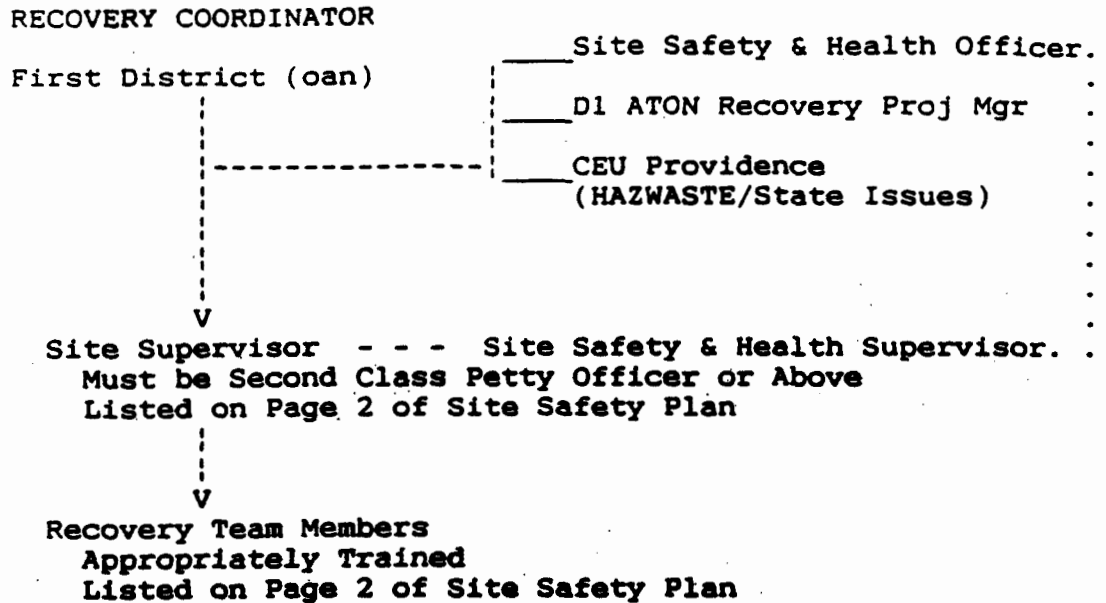 RECOVERY COORDINATOR
Site Safety & Health Officer.
First District (oan)
D1 ATON Recovery Proj Mgr
CEU Providence
(HAZWASTE/State Issues)
Site Supervisor - - - Site Safety & Health Supervisor. .
Must be Second Class Petty Officer or Above
Listed on Page 2 of Site Safety Plan
Recovery Team Members
Appropriately Trained
Listed on Page 2 of Site Safety Plan